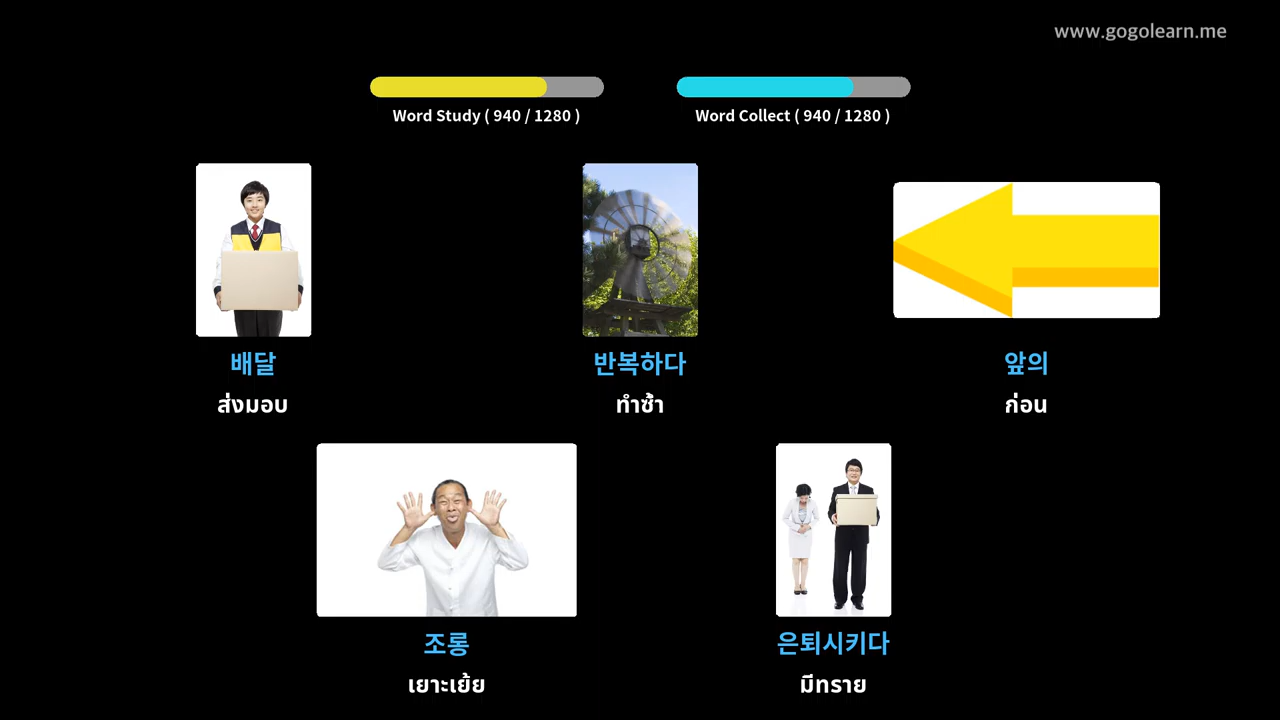 www.gogolearn.me
Word Study ( 940 / 1280 )
Word Collect ( 940 / 1280 )
배달
반복하다
앞의
ส่งมอบ
ทำซ้ำ
ก่อน
조롱
은퇴시키다
เยาะเย้ย
มีทราย